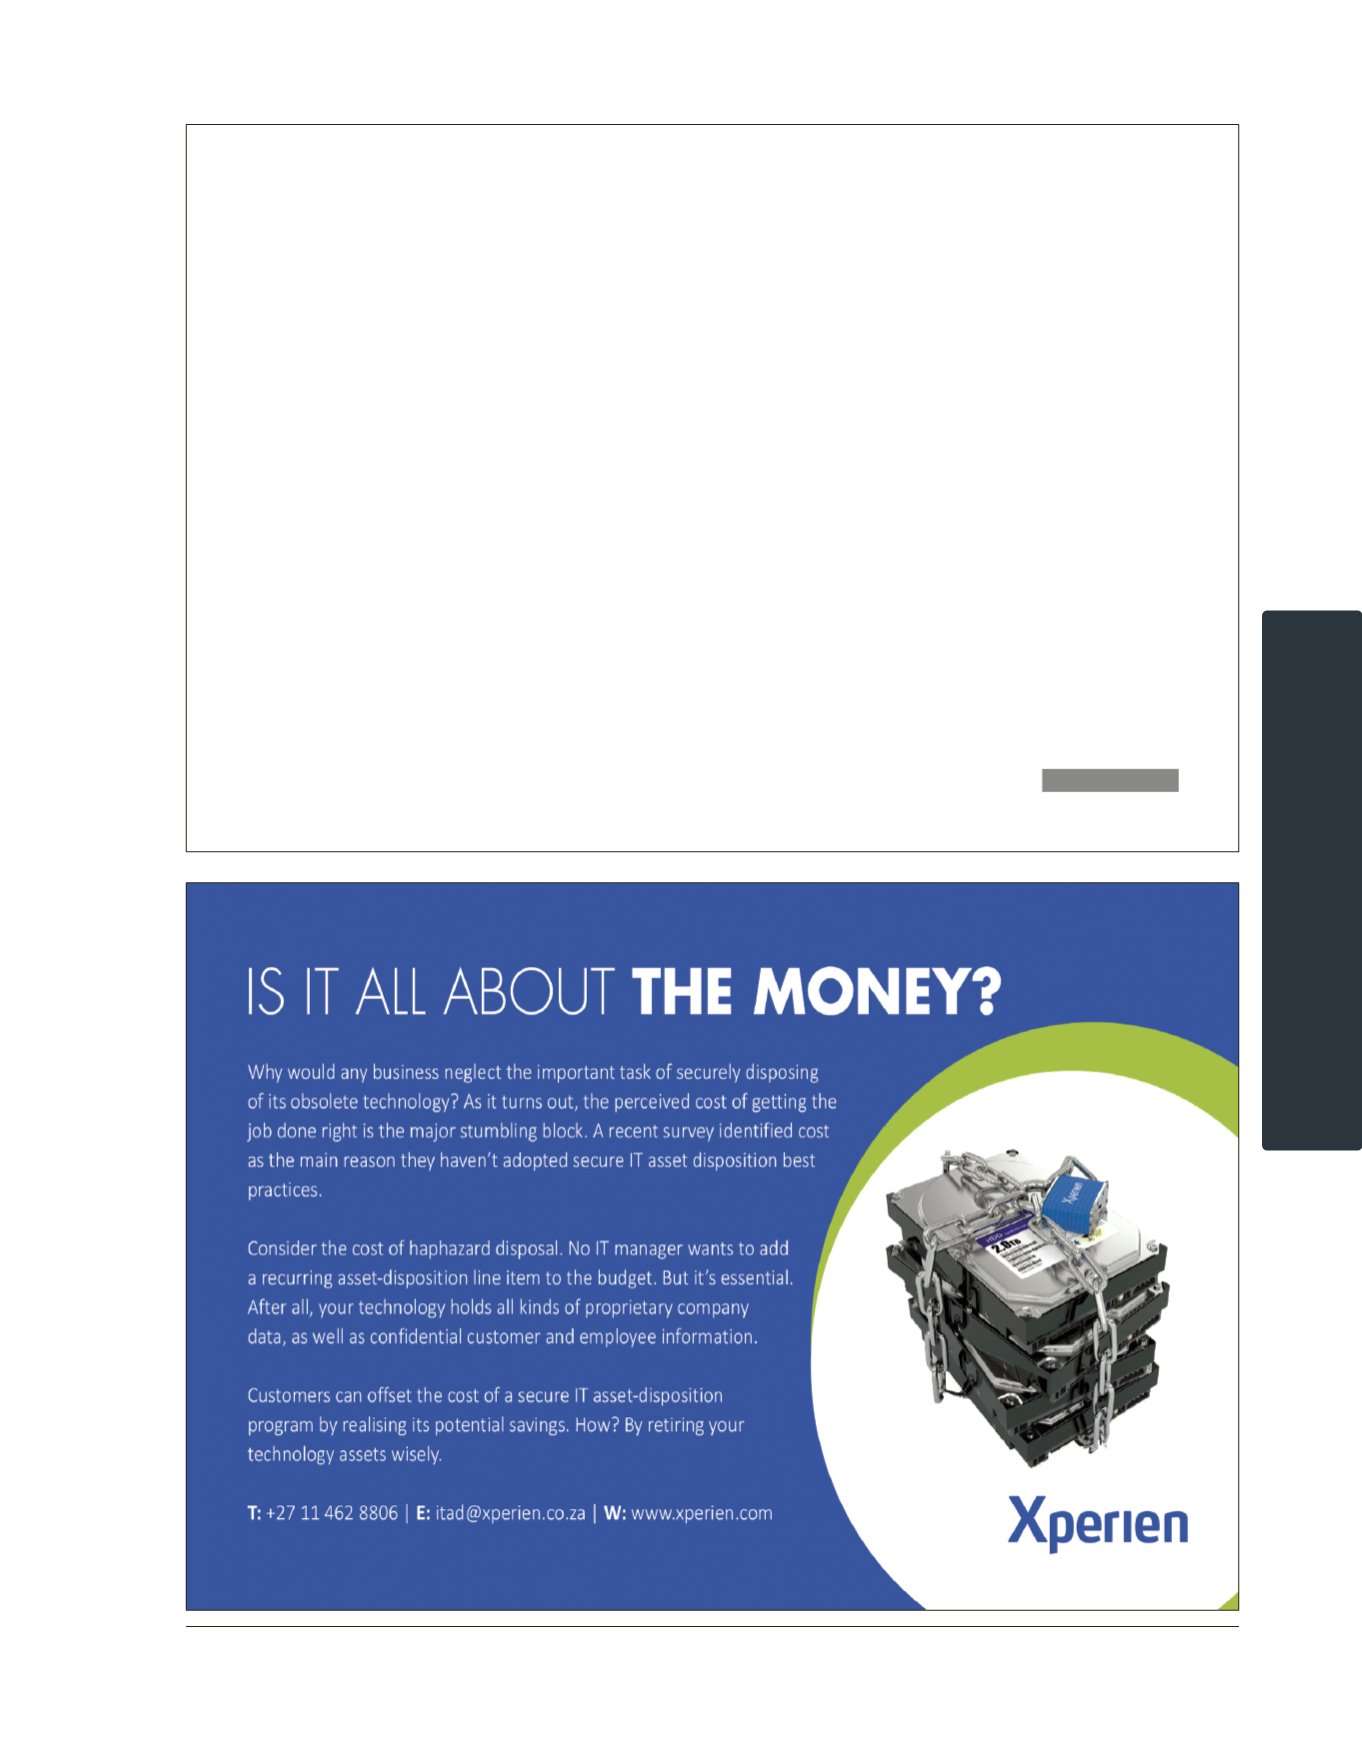 IS IT ALL ABOUT THE MONEY?
Why would any business neglect the important task of securely disposing
of its obsolete technology? As it turns out, the perceived cost of getting the
job done right is the major stumbling block. A recent survey identified cost
as the main reason they haven't adopted secure IT asset disposition best
practices.
Consider the cost of haphazard disposal. No IT manager wants to add
a recurring asset-disposition line item to the budget. But it's essential.
After all, your technology holds all kinds of proprietary company
data, as well as confidential customer and employee information.
Customers can offset the cost of a secure IT asset-disposition
program by realising its potential savings. How? By retiring your
technology assets wisely.
T: +27 11 462 8806 | E: itad@xperien.co.za | W: www.xperien.com
Xperien
HDD
2.0TB
Xperien